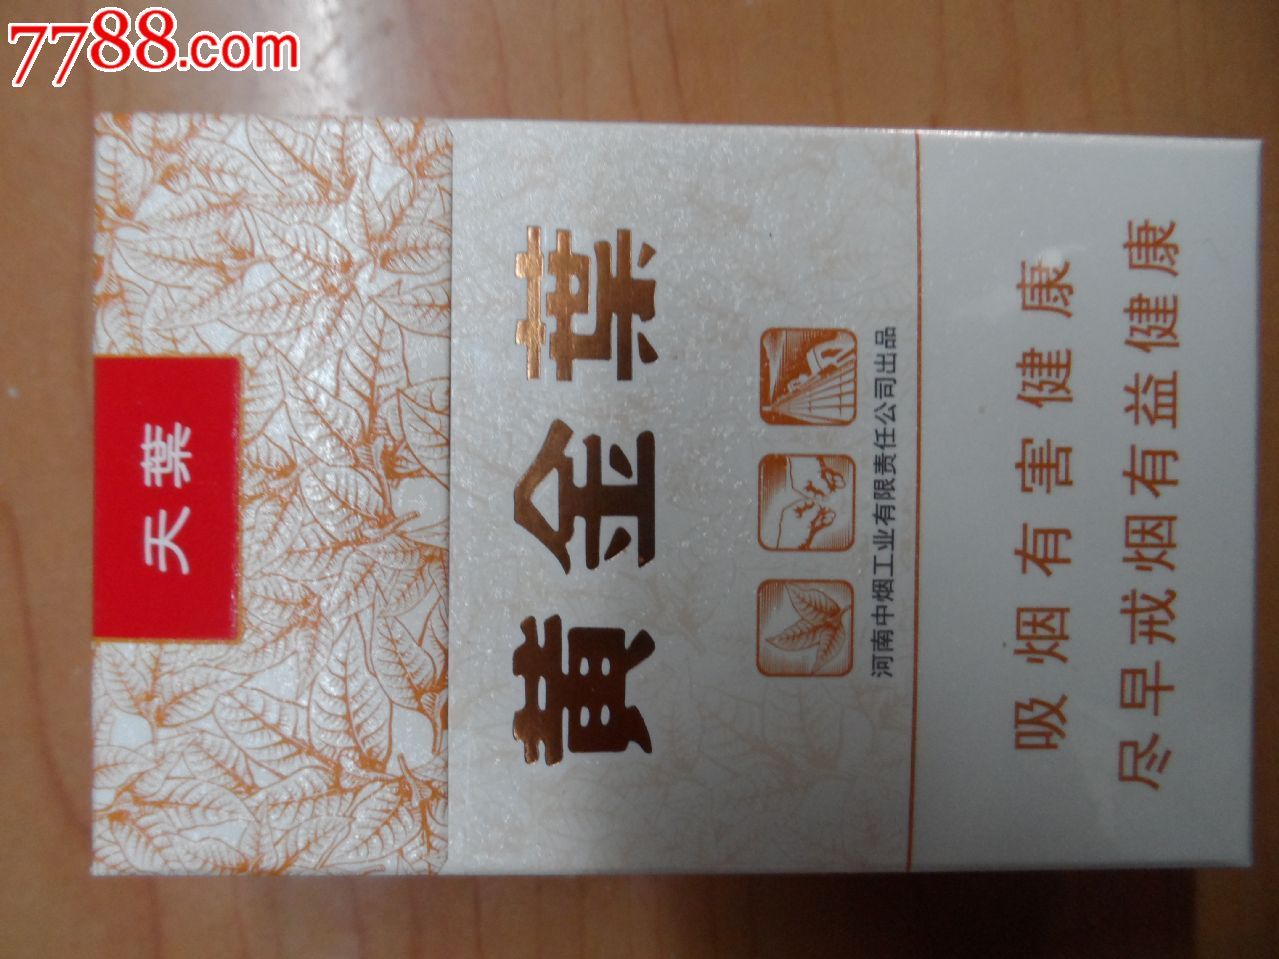 7788.com
天葉
黄金葉
河南中烟工业有限责任公司出品
吸烟有害健康
尽早戒烟有益健康